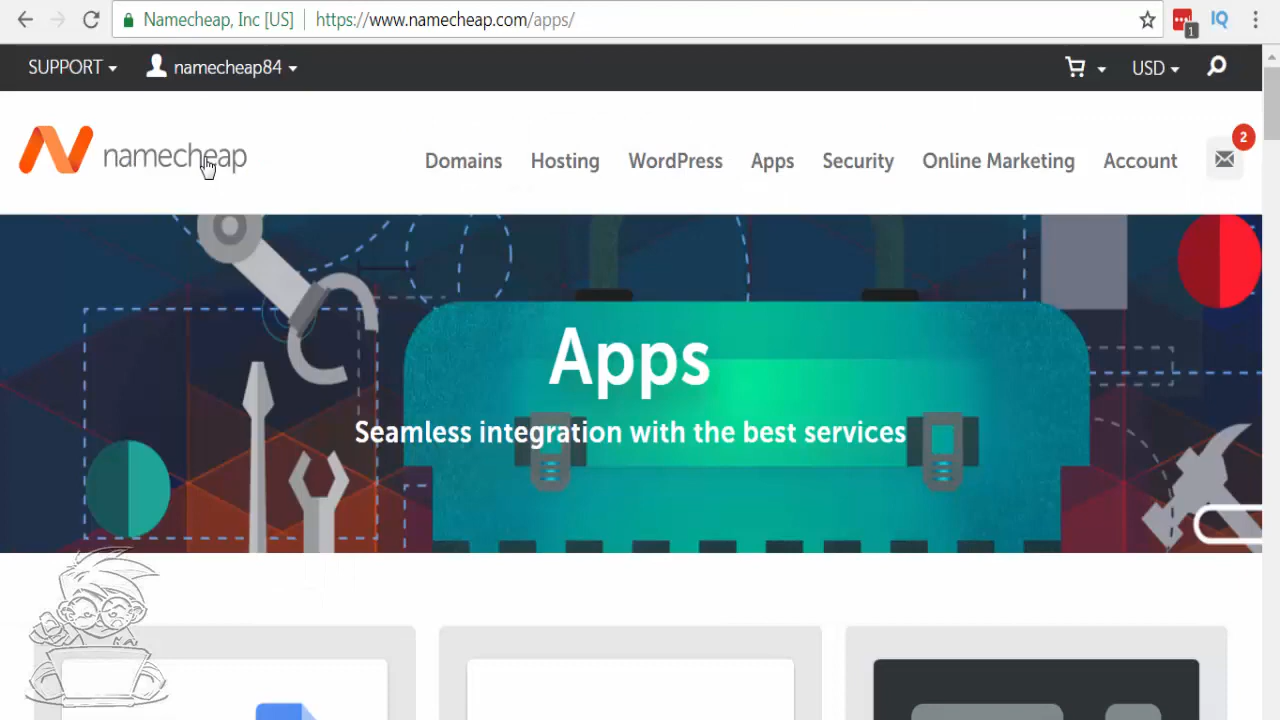 Namecheap, Inc [US] https://www.namecheap.com/apps/
1
IQ
SUPPORT namecheap84 USD
namecheap Domains Hosting WordPress Apps Security Online Marketing Account 2
Apps
Seamless integration with the best services